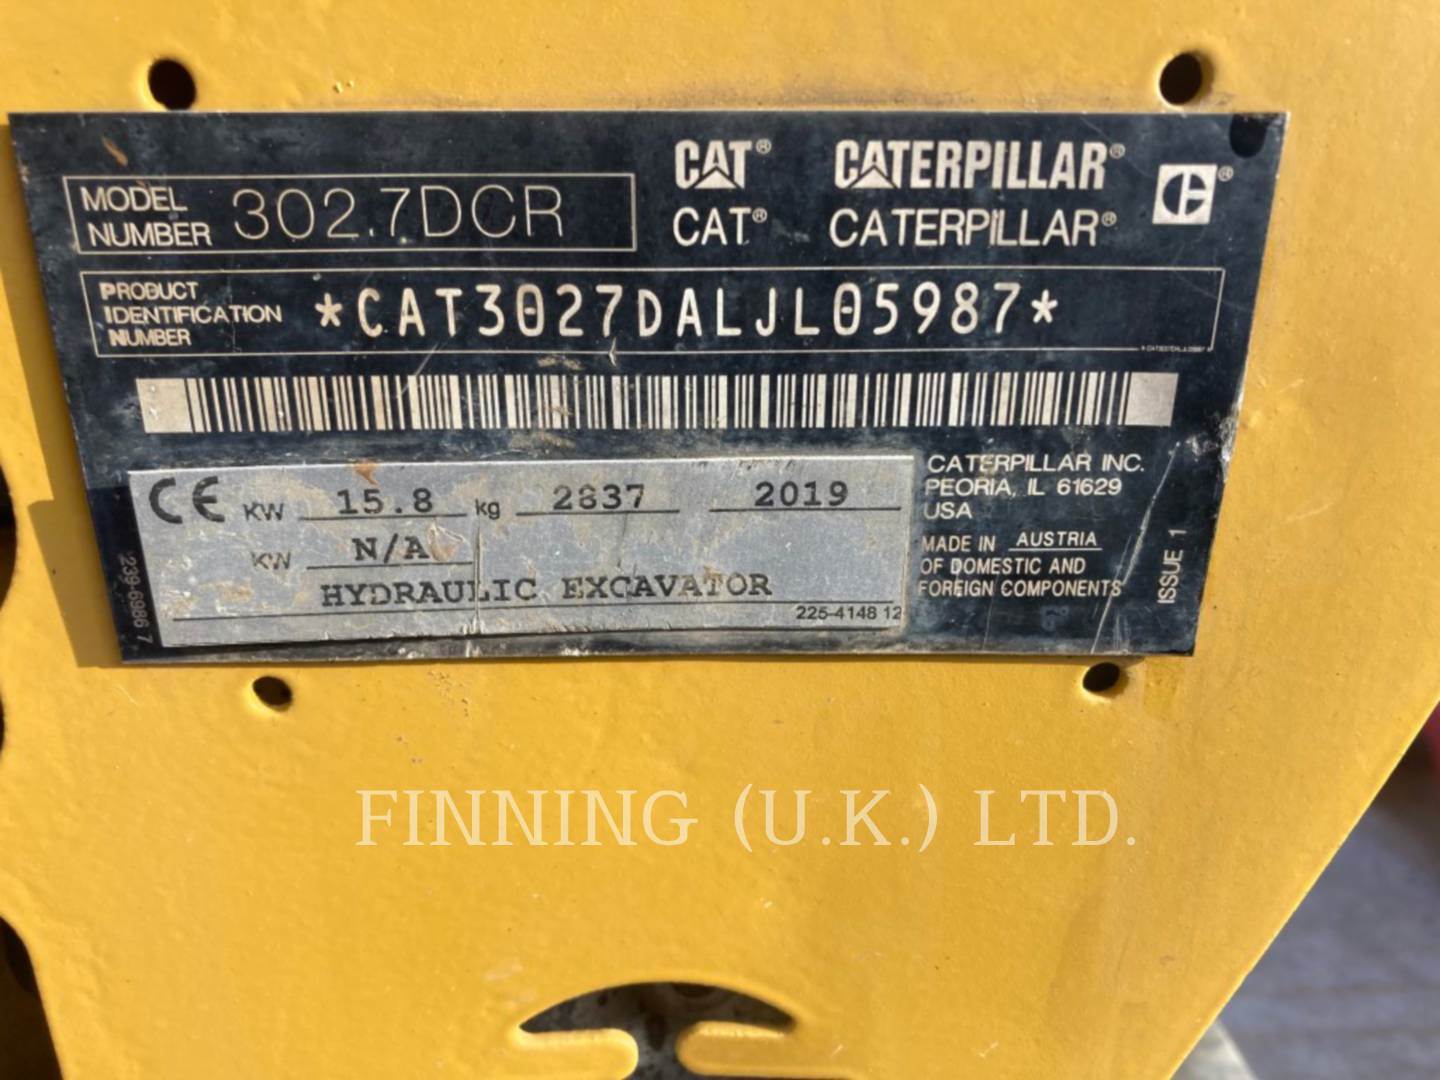 MODEL NUMBER 302.7DCR
CAT® CATERPILLAR®
CAT® CATERPILLAR®
PRODUCT
IDENTIFICATION *CAT3027DALJL05987*
NUMBER
CE KW 15.8 kg 2837 2019
KW N/A
HYDRAULIC EXCAVATOR
225-4148 12
239-6986 7
CATERPILLAR INC.
PEORIA, IL 61629
USA
MADE IN AUSTRIA
OF DOMESTIC AND
FOREIGN COMPONENTS
ISSUE 1
FINNING (U.K.) LTD.